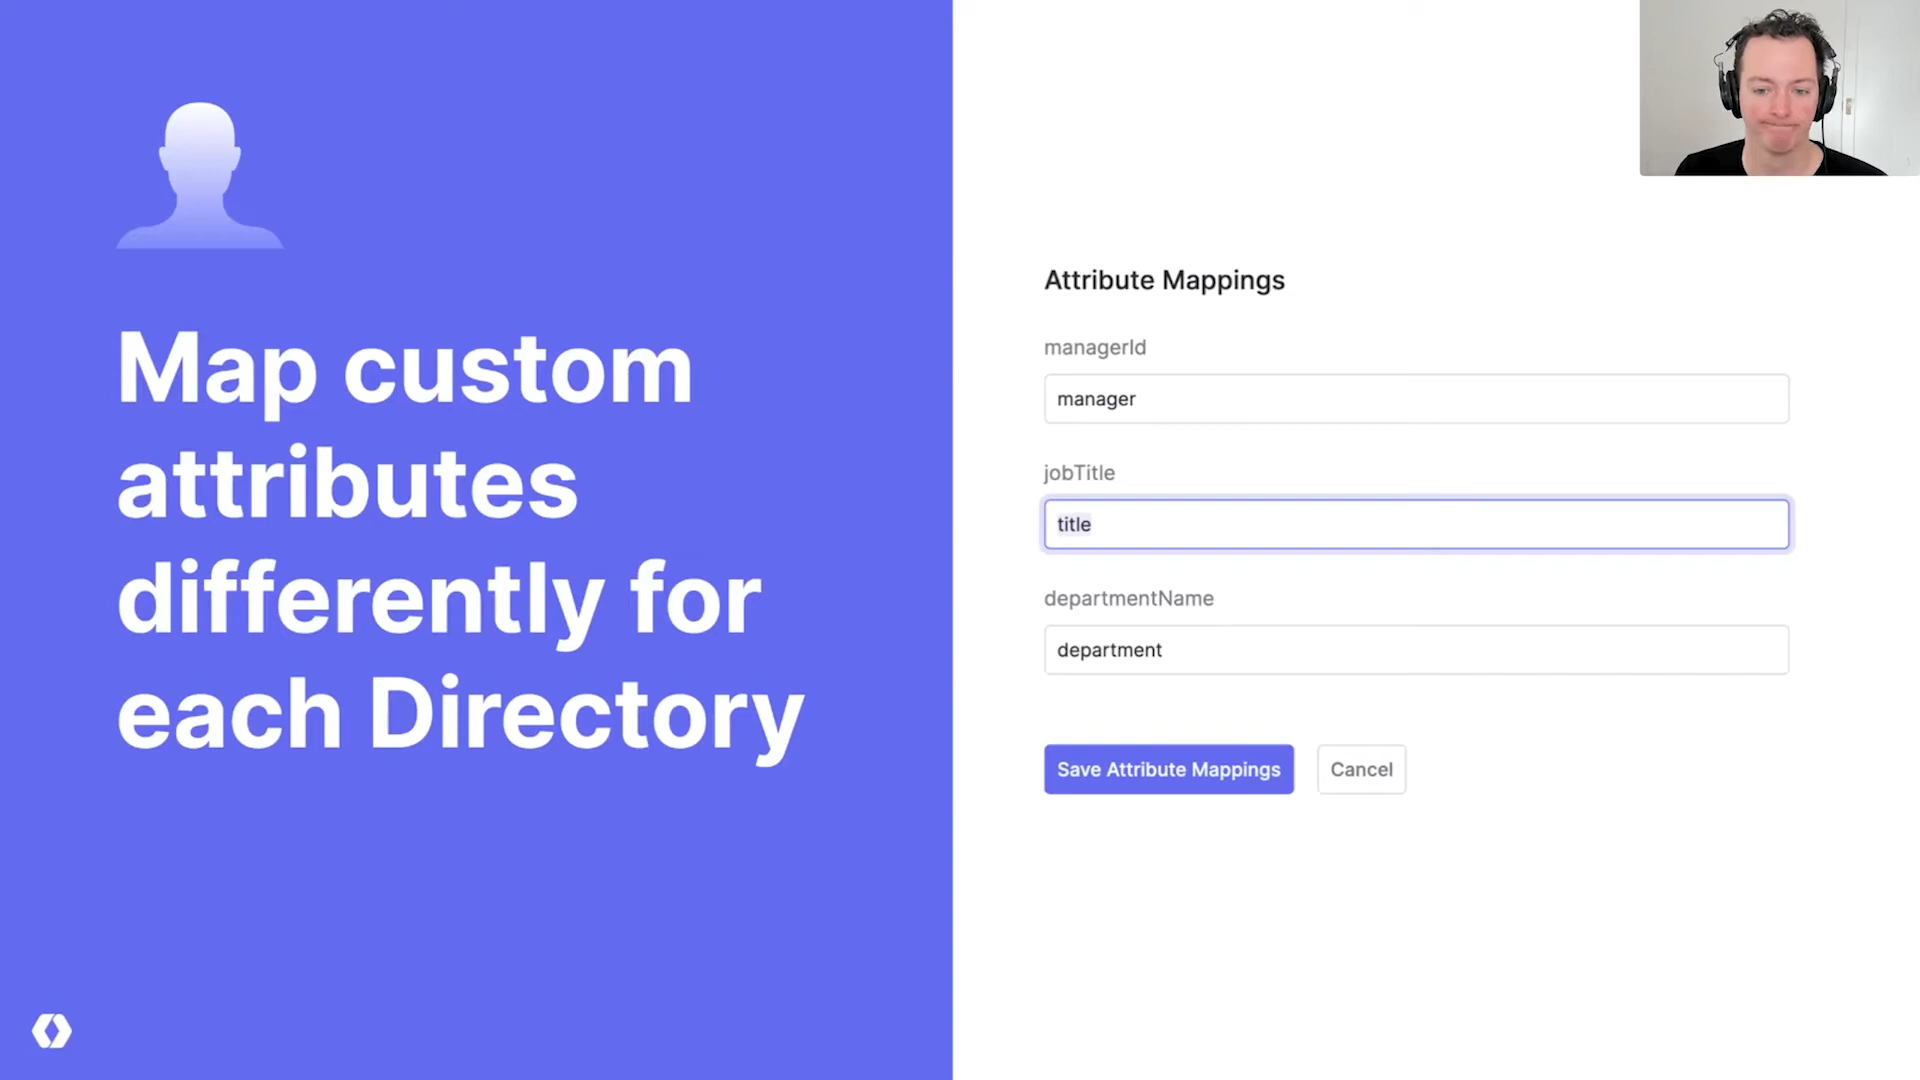 Map custom
attributes
differently for
each Directory
Attribute Mappings
managerId
manager
jobTitle
title
departmentName
department
Save Attribute Mappings
Cancel